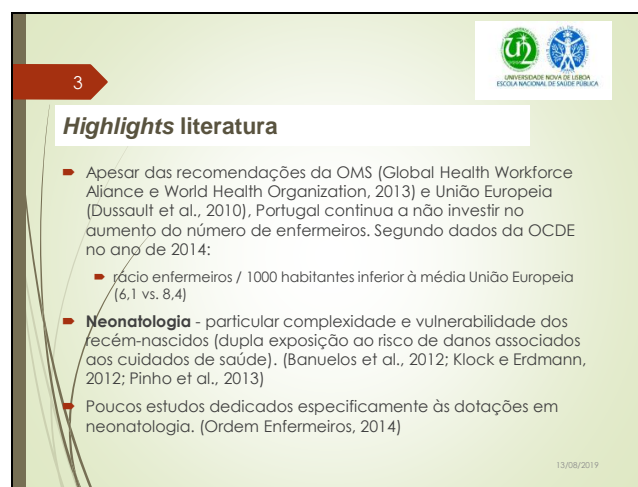 UNIVERSIDADE NOVA DE LISBOA
ESCOLA NACIONAL DE SAÚDE PÚBLICA
3
Highlights literatura
Apesar das recomendações da OMS (Global Health Workforce
Aliance e World Health Organization, 2013) e União Europeia
(Dussault et al., 2010), Portugal continua a não investir no
aumento do número de enfermeiros. Segundo dados da OCDE
no ano de 2014:
rácio enfermeiros / 1000 habitantes inferior à média União Europeia
(6,1 vs. 8,4)
Neonatologia - particular complexidade e vulnerabilidade dos
recém-nascidos (dupla exposição ao risco de danos associados
aos cuidados de saúde). (Banuelos et al., 2012; Klock e Erdmann,
2012; Pinho et al., 2013)
Poucos estudos dedicados especificamente às dotações em
neonatologia. (Ordem Enfermeiros, 2014)
13/08/2019